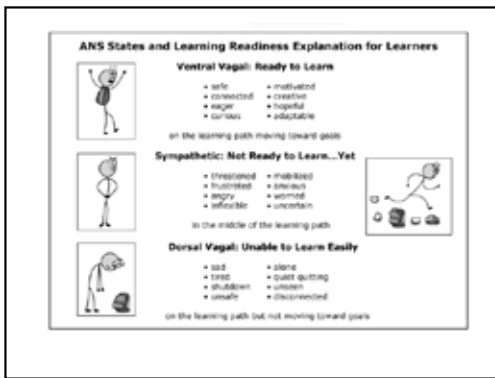 ANS States and Learning Readiness Explanation for Learners
Ventral Vagal: Ready to Learn
• safe • motivated
• connected • creative
• eager • hopeful
• curious • adaptable
on the learning path moving toward goals
Sympathetic: Not Ready to Learn...Yet
• threatened • mobilized
• frustrated • anxious
• angry • worried
• inflexible • uncertain
in the middle of the learning path
Dorsal Vagal: Unable to Learn Easily
• sad • alone
• tired • quiet quitting
• shutdown • unseen
• unsafe • disconnected
on the learning path but not moving toward goals